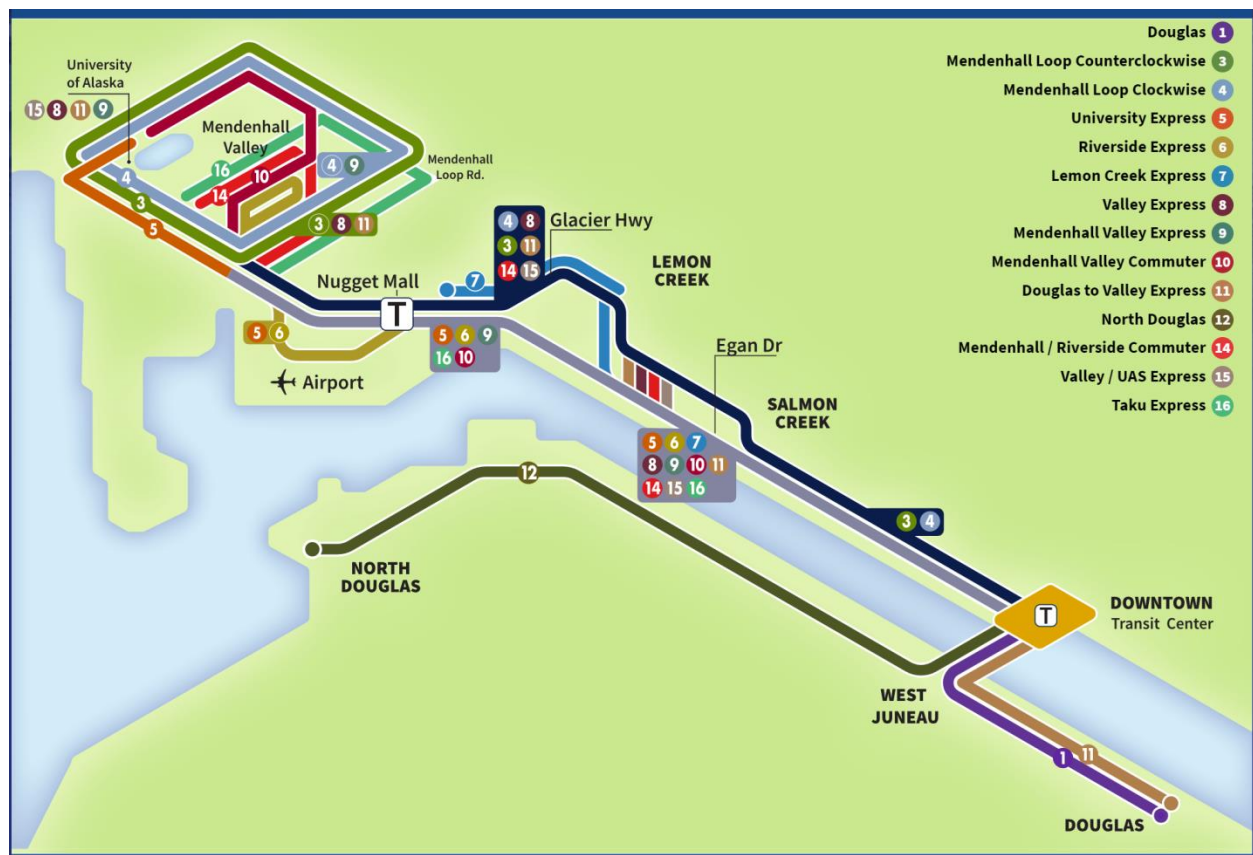 Douglas 1
Mendenhall Loop Counterclockwise 3
Mendenhall Loop Clockwise 4
University Express 5
Riverside Express 6
Lemon Creek Express 7
Valley Express 8
Mendenhall Valley Express 9
Mendenhall Valley Commuter 10
Douglas to Valley Express 11
North Douglas 12
Mendenhall / Riverside Commuter 14
Valley / UAS Express 15
Taku Express 16
University
of Alaska
15 8 11 9
Mendenhall
Valley
16
10
14
4 9
Mendenhall
Loop Rd.
4
3
5
3 8 11
4 8
3 11
14 15
Glacier Hwy
LEMON
CREEK
7
Nugget Mall
T
5 6
5 6 9
16 10
Airport
Egan Dr
SALMON
CREEK
5 6 7
8 9 10 11
14 15 16
12
3 4
NORTH
DOUGLAS
T
DOWNTOWN
Transit Center
WEST
JUNEAU
1 11
DOUGLAS